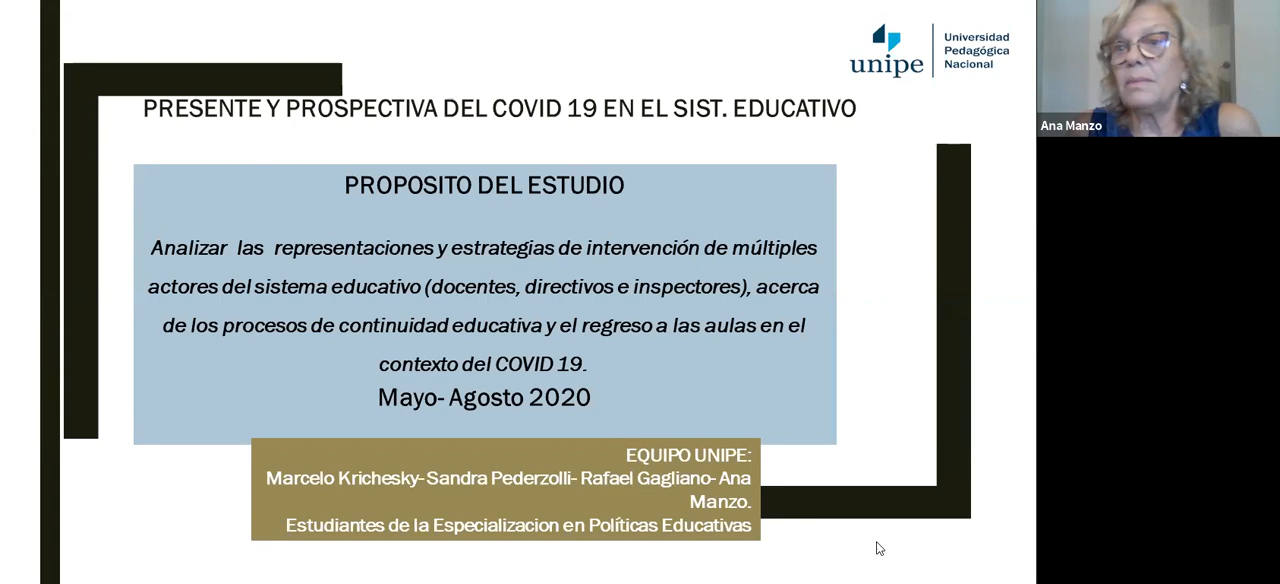 unipe
Universidad
Pedagógica
Nacional
Ana Manzo
PRESENTE Y PROSPECTIVA DEL COVID 19 EN EL SIST. EDUCATIVO
PROPOSITO DEL ESTUDIO
Analizar las representaciones y estrategias de intervención de múltiples
actores del sistema educativo (docentes, directivos e inspectores), acerca
de los procesos de continuidad educativa y el regreso a las aulas en el
contexto del COVID 19.
Mayo- Agosto 2020
EQUIPO UNIPE:
Marcelo Krichesky- Sandra Pederzolli- Rafael Gagliano- Ana
Manzo.
Estudiantes de la Especializacion en Políticas Educativas